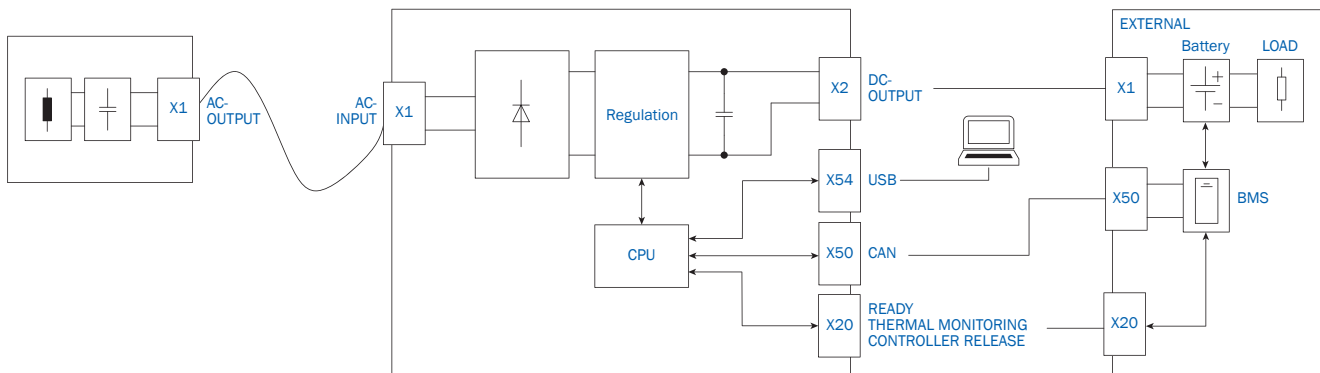 X1
AC-
OUTPUT
AC-
INPUT
X1
Regulation
X2
DC-
OUTPUT
X54
USB
CPU
X50
CAN
X20
READY
THERMAL MONITORING
CONTROLLER RELEASE
EXTERNAL
Battery
LOAD
X1
+
−
X50
BMS
X20